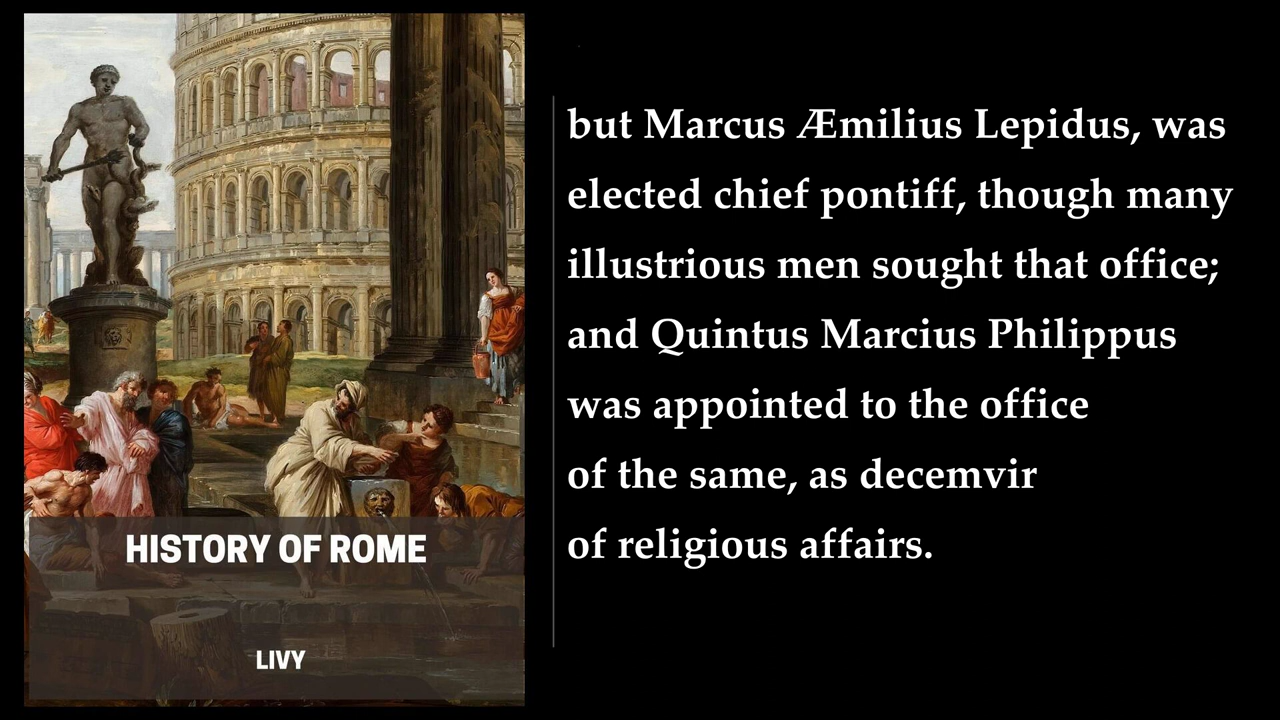 HISTORY OF ROME
LIVY
but Marcus Æmilius Lepidus, was
elected chief pontiff, though many
illustrious men sought that office;
and Quintus Marcius Philippus
was appointed to the office
of the same, as decemvir
of religious affairs.